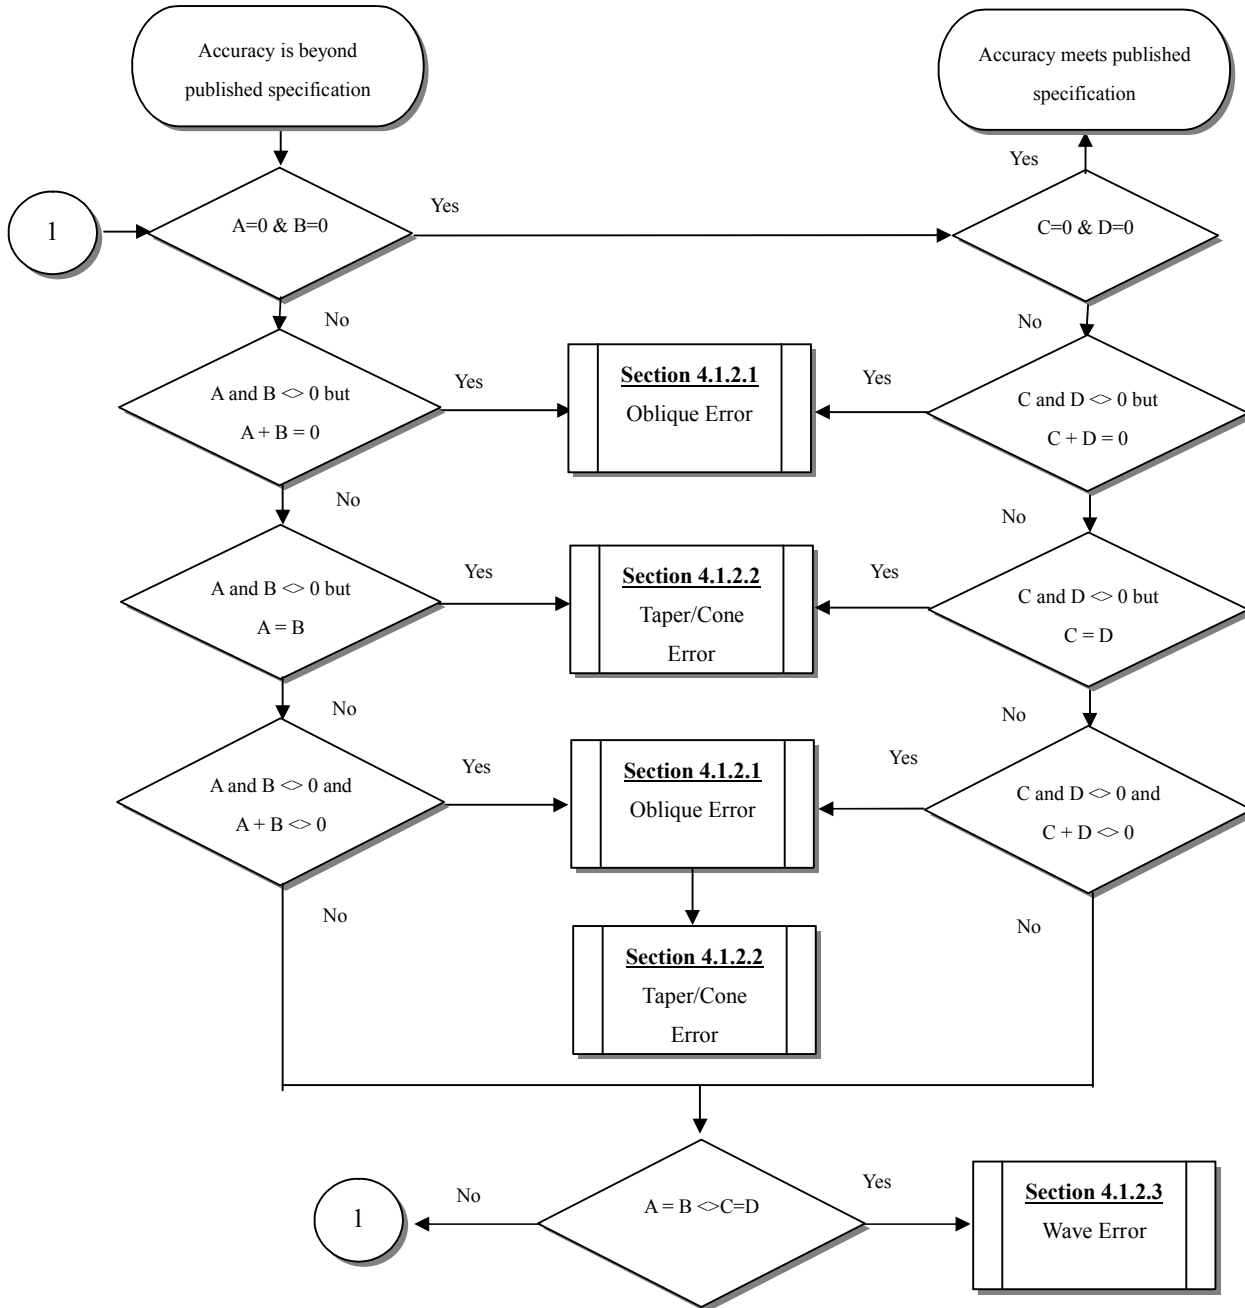 Accuracy is beyond
published specification
Accuracy meets published
specification
Yes
1
A=0 & B=0
Yes
C=0 & D=0
No
No
A and B <> 0 but
A + B = 0
Yes
Section 4.1.2.1
Oblique Error
Yes
C and D <> 0 but
C + D = 0
No
No
A and B <> 0 but
A = B
Yes
Section 4.1.2.2
Taper/Cone
Error
Yes
C and D <> 0 but
C = D
No
No
A and B <> 0 and
A + B <> 0
Yes
Section 4.1.2.1
Oblique Error
Yes
C and D <> 0 and
C + D <> 0
No
No
Section 4.1.2.2
Taper/Cone
Error
1
No
A = B <>C=D
Yes
Section 4.1.2.3
Wave Error